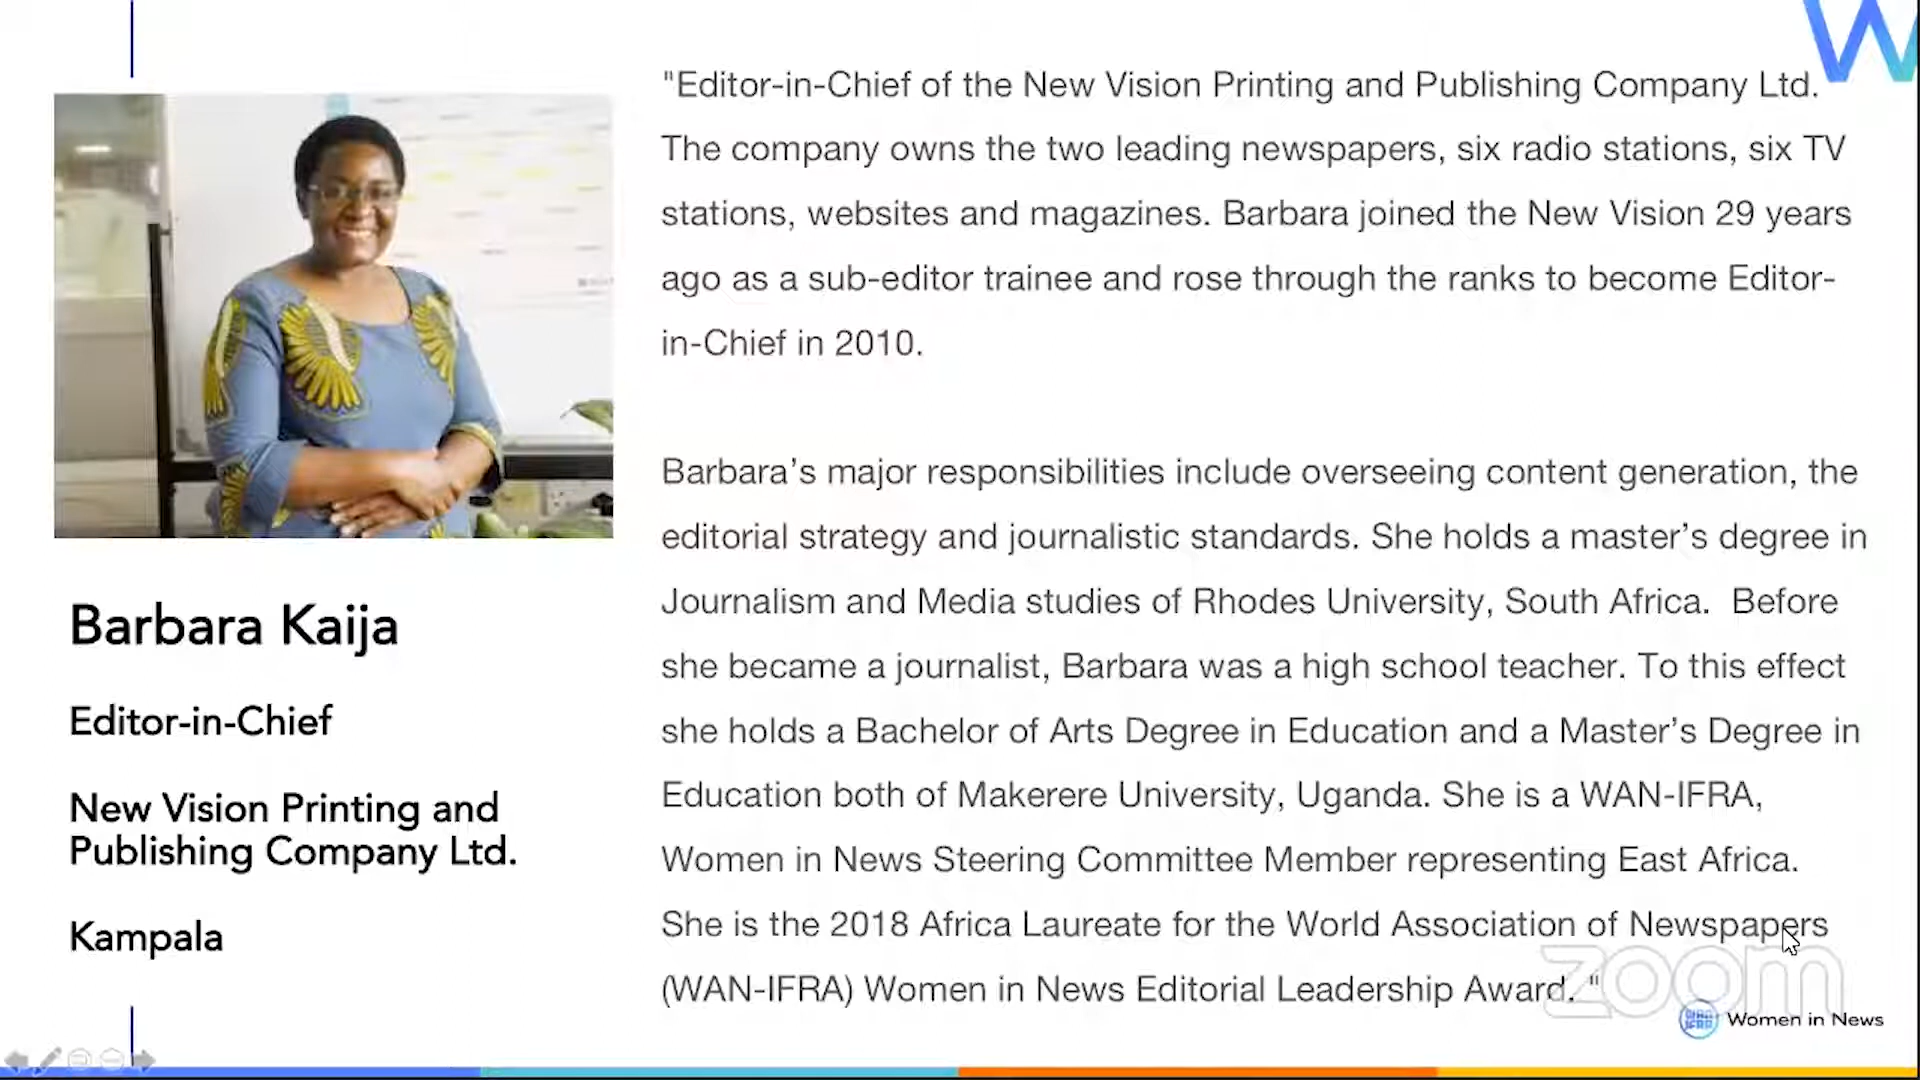 W
"Editor-in-Chief of the New Vision Printing and Publishing Company Ltd.
The company owns the two leading newspapers, six radio stations, six TV
stations, websites and magazines. Barbara joined the New Vision 29 years
ago as a sub-editor trainee and rose through the ranks to become Editor-
in-Chief in 2010.
Barbara’s major responsibilities include overseeing content generation, the
editorial strategy and journalistic standards. She holds a master’s degree in
Journalism and Media studies of Rhodes University, South Africa.  Before
she became a journalist, Barbara was a high school teacher. To this effect
she holds a Bachelor of Arts Degree in Education and a Master’s Degree in
Education both of Makerere University, Uganda. She is a WAN-IFRA,
Women in News Steering Committee Member representing East Africa.
She is the 2018 Africa Laureate for the World Association of Newspapers
(WAN-IFRA) Women in News Editorial Leadership Award. "
Barbara Kaija
Editor-in-Chief
New Vision Printing and
Publishing Company Ltd.
Kampala
zoom
Women in News